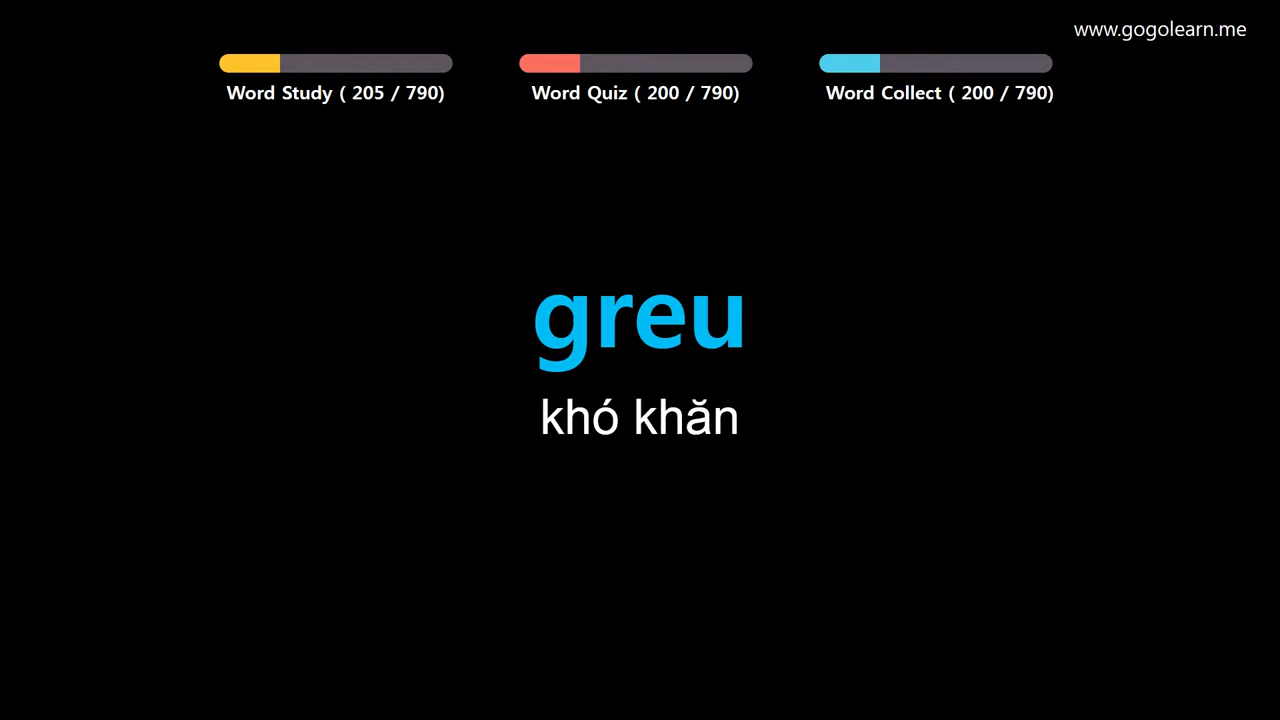 www.gogolearn.me
Word Study ( 205 / 790)
Word Quiz ( 200 / 790)
Word Collect ( 200 / 790)
greu
khó khăn